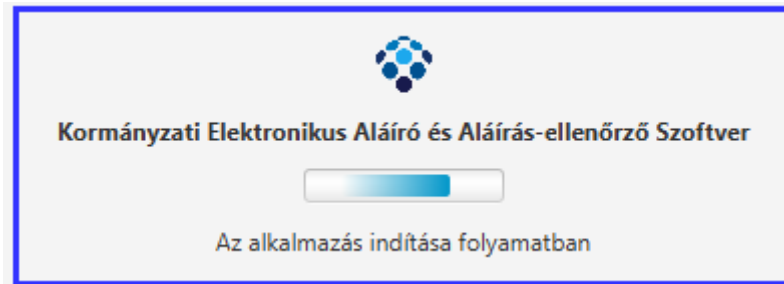 Kormányzati Elektronikus Aláíró és Aláírás-ellenőrző Szoftver
Az alkalmazás indítása folyamatban